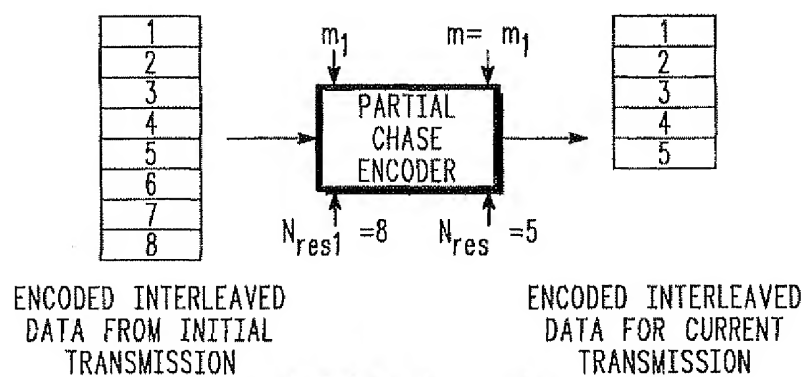 1
2
3
4
5
6
7
8
m1
m= m1
PARTIAL
CHASE
ENCODER
Nres1 =8
Nres =5
1
2
3
4
5
ENCODED INTERLEAVED
DATA FROM INITIAL
TRANSMISSION
ENCODED INTERLEAVED
DATA FOR CURRENT
TRANSMISSION